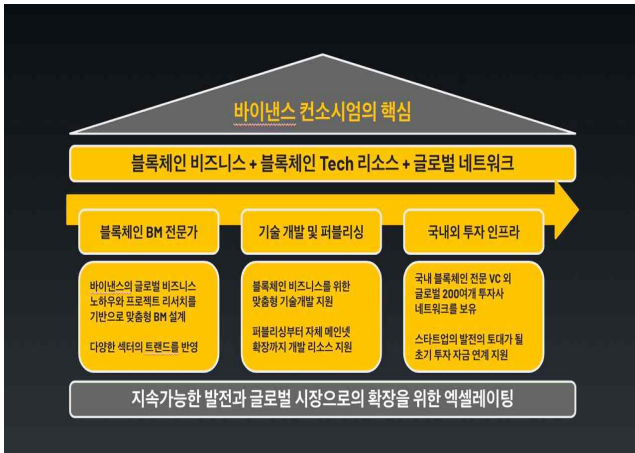 바이낸스 컨소시엄의 핵심
블록체인 비즈니스 + 블록체인 Tech 리소스 + 글로벌 네트워크
블록체인 BM 전문가
바이낸스의 글로벌 비즈니스
노하우와 프로젝트 리서치를
기반으로 맞춤형 BM 설계
다양한 섹터의 트랜드를 반영
기술 개발 및 퍼블리싱
블록체인 비즈니스를 위한
맞춤형 기술개발 지원
퍼블리싱부터 자체 메인넷
확장까지 개발 리소스 지원
국내외 투자 인프라
국내 블록체인 전문 VC 외
글로벌 200여개 투자사
네트워크를 보유
스타트업의 발전의 토대가 될
초기 투자 자금 연계 지원
지속가능한 발전과 글로벌 시장으로의 확장을 위한 엑셀레이팅